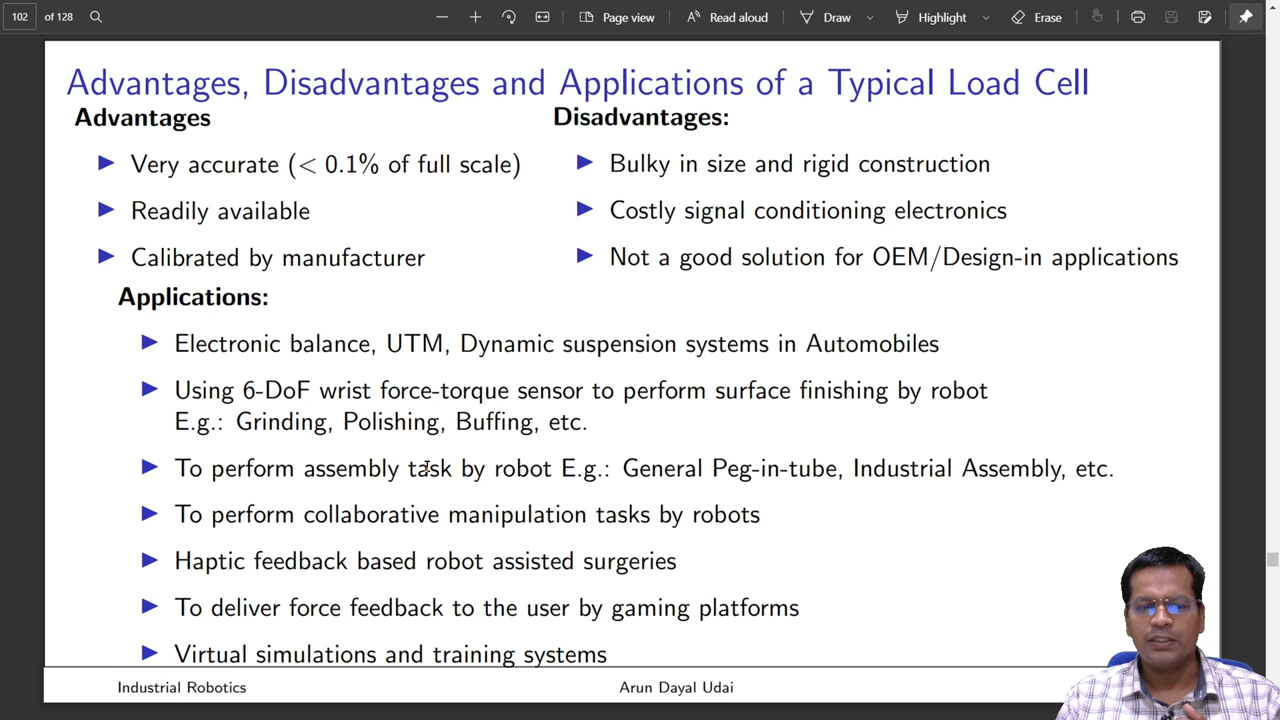 102 of 128
Page view
Read aloud
Draw
Highlight
Erase
Advantages, Disadvantages and Applications of a Typical Load Cell
Advantages
Very accurate (< 0.1% of full scale)
Readily available
Calibrated by manufacturer
Disadvantages:
Bulky in size and rigid construction
Costly signal conditioning electronics
Not a good solution for OEM/Design-in applications
Applications:
Electronic balance, UTM, Dynamic suspension systems in Automobiles
Using 6-DoF wrist force-torque sensor to perform surface finishing by robot
E.g.: Grinding, Polishing, Buffing, etc.
To perform assembly task by robot E.g.: General Peg-in-tube, Industrial Assembly, etc.
To perform collaborative manipulation tasks by robots
Haptic feedback based robot assisted surgeries
To deliver force feedback to the user by gaming platforms
Virtual simulations and training systems
Industrial Robotics
Arun Dayal Udai